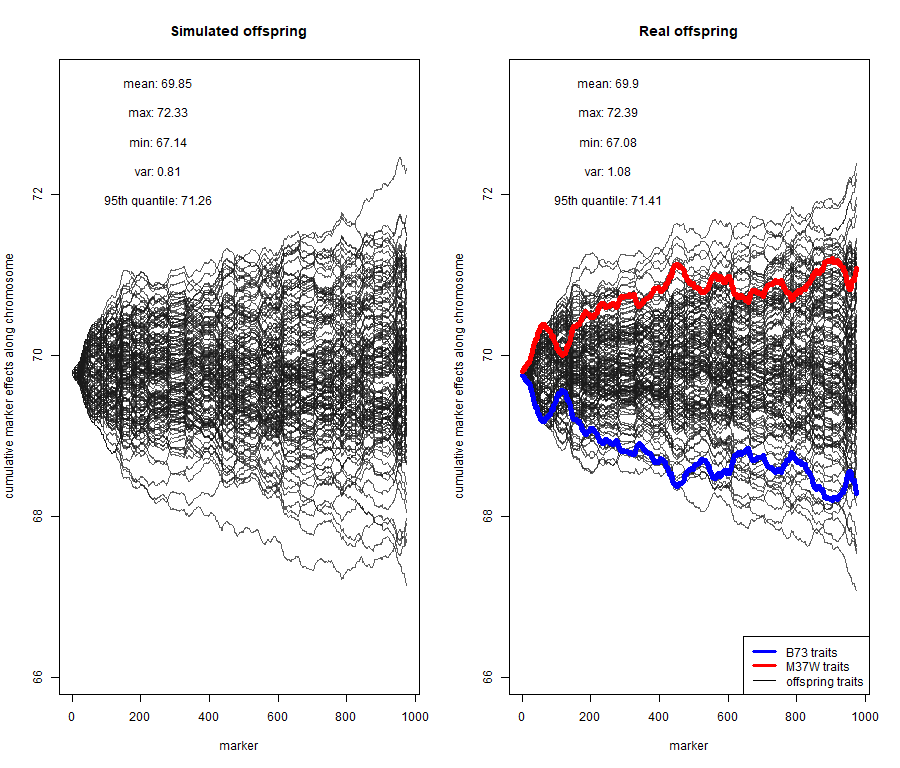 Simulated offspring
mean: 69.85
max: 72.33
min: 67.14
var: 0.81
95th quantile: 71.26
cumulative marker effects along chromosome
72
70
68
66
0 200 400 600 800 1000
marker
Real offspring
mean: 69.9
max: 72.39
min: 67.08
var: 1.08
95th quantile: 71.41
cumulative marker effects along chromosome
72
70
68
66
B73 traits
M37W traits
offspring traits
0 200 400 600 800 1000
marker